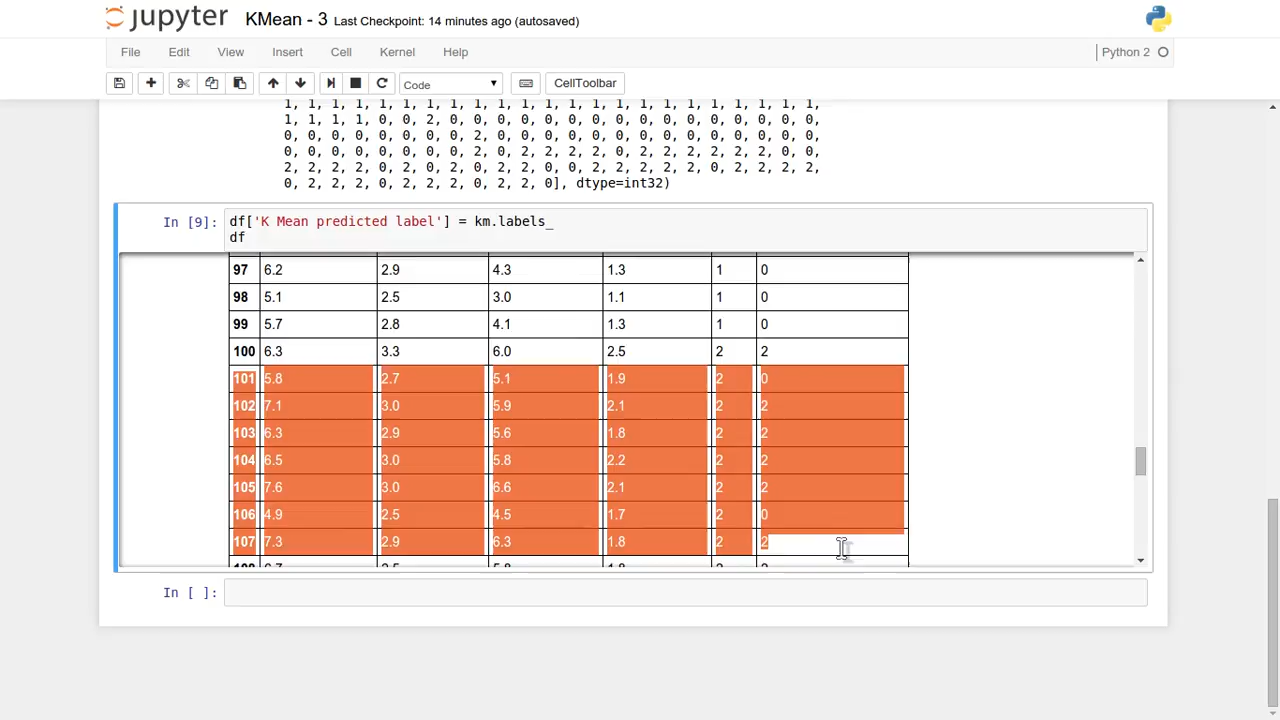 jupyter KMean - 3 Last Checkpoint: 14 minutes ago (autosaved)
File Edit View Insert Cell Kernel Help Python 2
Code CellToolbar
1, 1, 1, 1, 1, 1, 1, 1, 1, 1, 1, 1, 1, 1, 1, 1, 1, 1, 1, 1, 1, 1, 1,
1, 1, 1, 1, 0, 0, 2, 0, 0, 0, 0, 0, 0, 0, 0, 0, 0, 0, 0, 0, 0, 0, 0,
0, 0, 0, 0, 0, 0, 0, 0, 2, 0, 0, 0, 0, 0, 0, 0, 0, 0, 0, 0, 0, 0, 0,
0, 0, 0, 0, 0, 0, 0, 0, 2, 0, 2, 2, 2, 2, 0, 2, 2, 2, 2, 2, 2, 0, 0,
2, 2, 2, 2, 0, 2, 0, 2, 0, 2, 2, 0, 0, 2, 2, 2, 2, 2, 0, 2, 2, 2, 2,
0, 2, 2, 2, 0, 2, 2, 2, 0, 2, 2, 0], dtype=int32)
In [9]: df['K Mean predicted label'] = km.labels_
df
97 6.2 2.9 4.3 1.3 1 0
98 5.1 2.5 3.0 1.1 1 0
99 5.7 2.8 4.1 1.3 1 0
100 6.3 3.3 6.0 2.5 2 2
101 5.8 2.7 5.1 1.9 2 0
102 7.1 3.0 5.9 2.1 2 2
103 6.3 2.9 5.6 1.8 2 2
104 6.5 3.0 5.8 2.2 2 2
105 7.6 3.0 6.6 2.1 2 2
106 4.9 2.5 4.5 1.7 2 0
107 7.3 2.9 6.3 1.8 2 2
In [ ]: